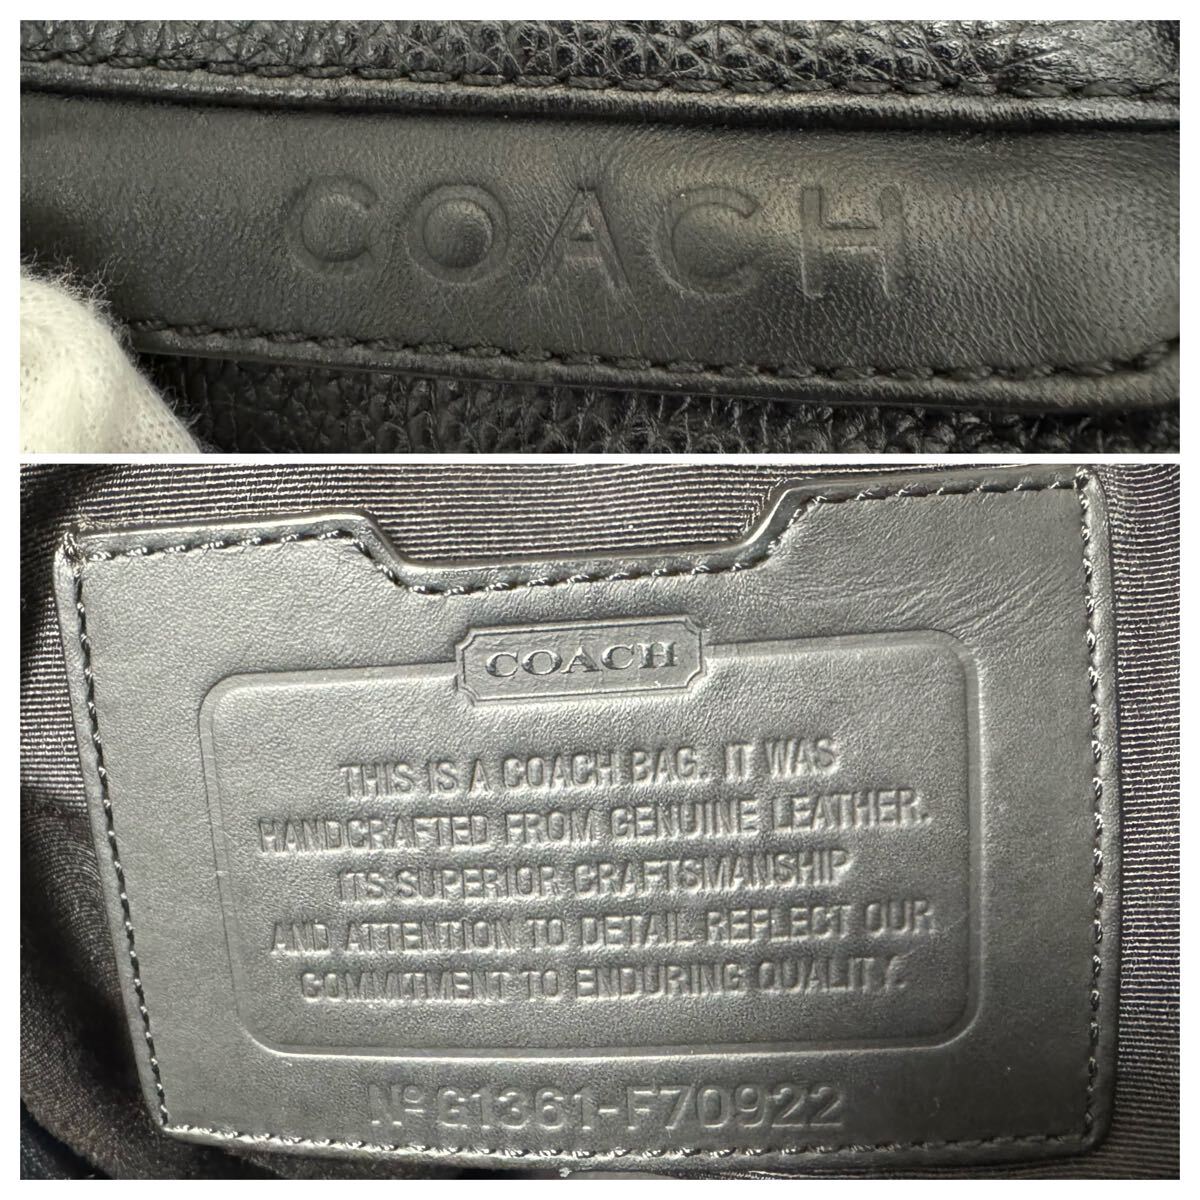 COACH
COACH
THIS IS A COACH BAG. IT WAS
HANDCRAFTED FROM GENUINE LEATHER.
ITS SUPERIOR CRAFTSMANSHIP
AND ATTENTION TO DETAIL REFLECT OUR
COMMITMENT TO ENDURING QUALITY.
Nº G1361-F70922